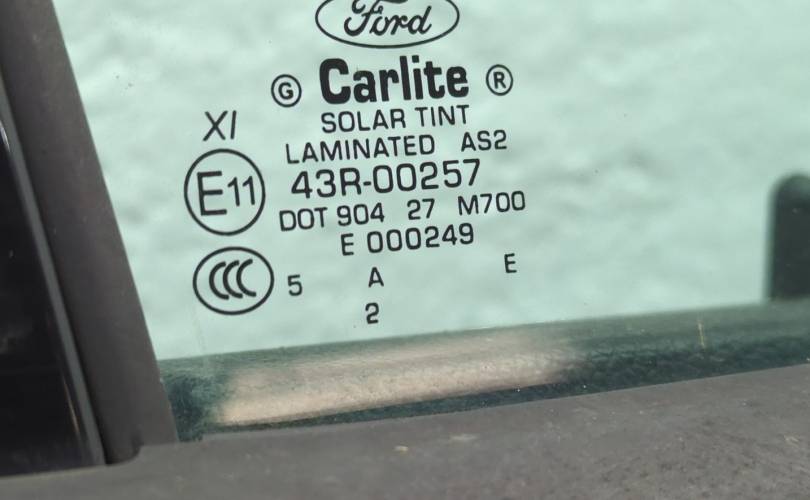 Ford
G Carlite ®
SOLAR TINT
XI
LAMINATED AS2
E11 43R-00257
DOT 904 27 M700
E 000249
CCC 5 A E
2